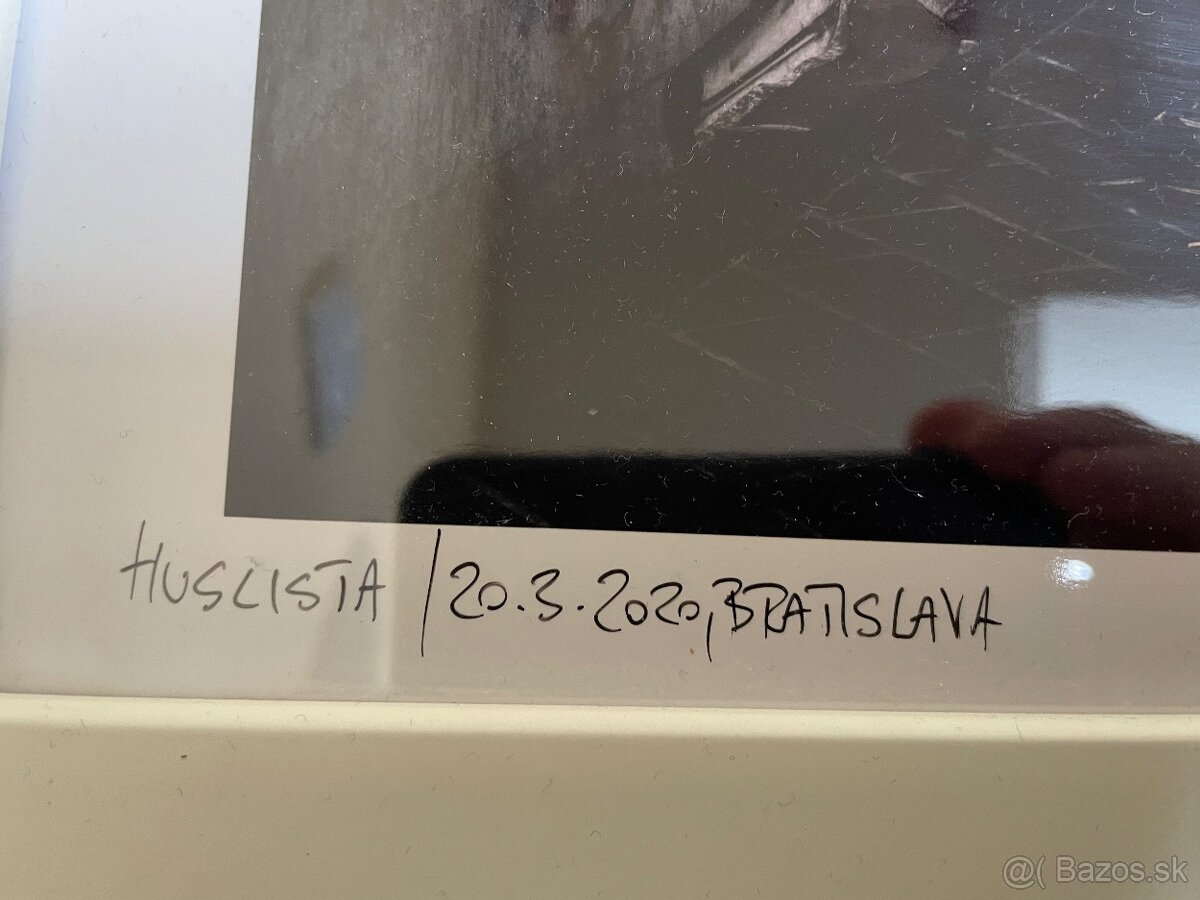 HUSLISTA / 20.3.2020, BRATISLAVA
@( Bazos.sk